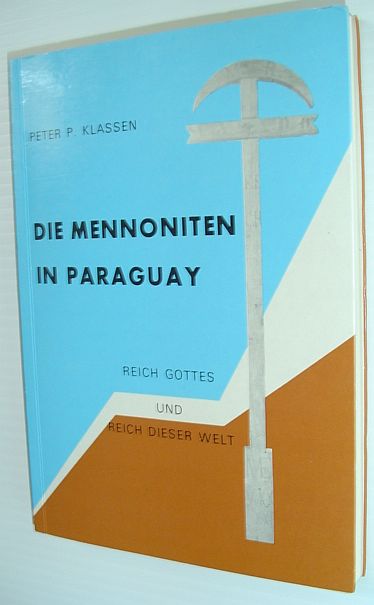 PETER P. KLASSEN
DIE MENNONITEN
IN PARAGUAY
REICH GOTTES
UND
REICH DIESER WELT